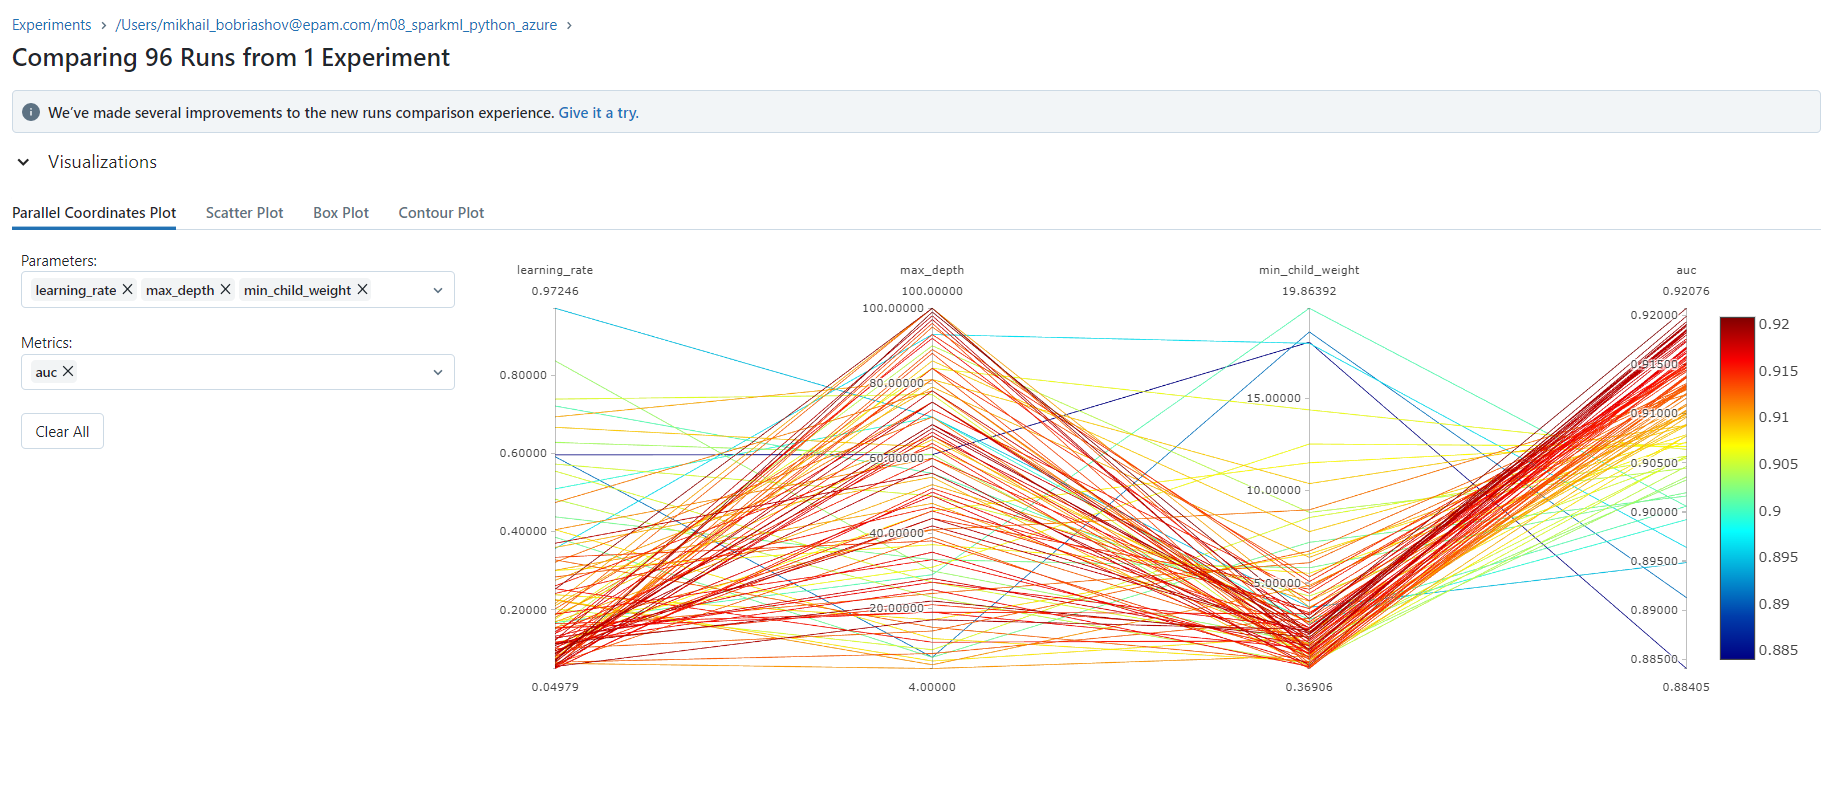 Experiments > /Users/mikhail_bobriashov@epam.com/m08_sparkml_python_azure >
Comparing 96 Runs from 1 Experiment
We've made several improvements to the new runs comparison experience. Give it a try.
Visualizations
Parallel Coordinates Plot Scatter Plot Box Plot Contour Plot
Parameters:
learning_rate max_depth min_child_weight
Metrics:
auc
Clear All
learning_rate
0.97246
0.80000
0.60000
0.40000
0.20000
0.04979
max_depth
100.00000
100.00000
80.00000
60.00000
40.00000
20.00000
4.00000
min_child_weight
19.86392
15.00000
10.00000
5.00000
0.36906
auc
0.92076
0.92000
0.91500
0.91000
0.90500
0.90000
0.89500
0.89000
0.88500
0.88405
0.92
0.915
0.91
0.905
0.9
0.895
0.89
0.885